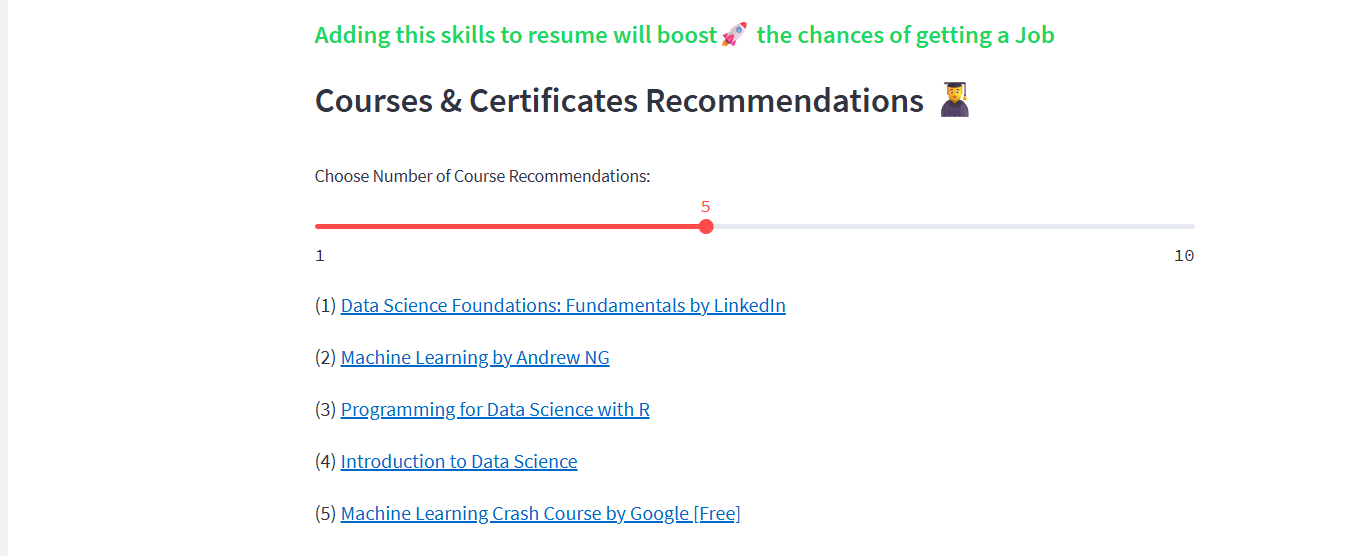 Adding this skills to resume will boost🚀 the chances of getting a Job
Courses & Certificates Recommendations 👨‍🎓
Choose Number of Course Recommendations:
5
1 10
(1) Data Science Foundations: Fundamentals by LinkedIn
(2) Machine Learning by Andrew NG
(3) Programming for Data Science with R
(4) Introduction to Data Science
(5) Machine Learning Crash Course by Google [Free]